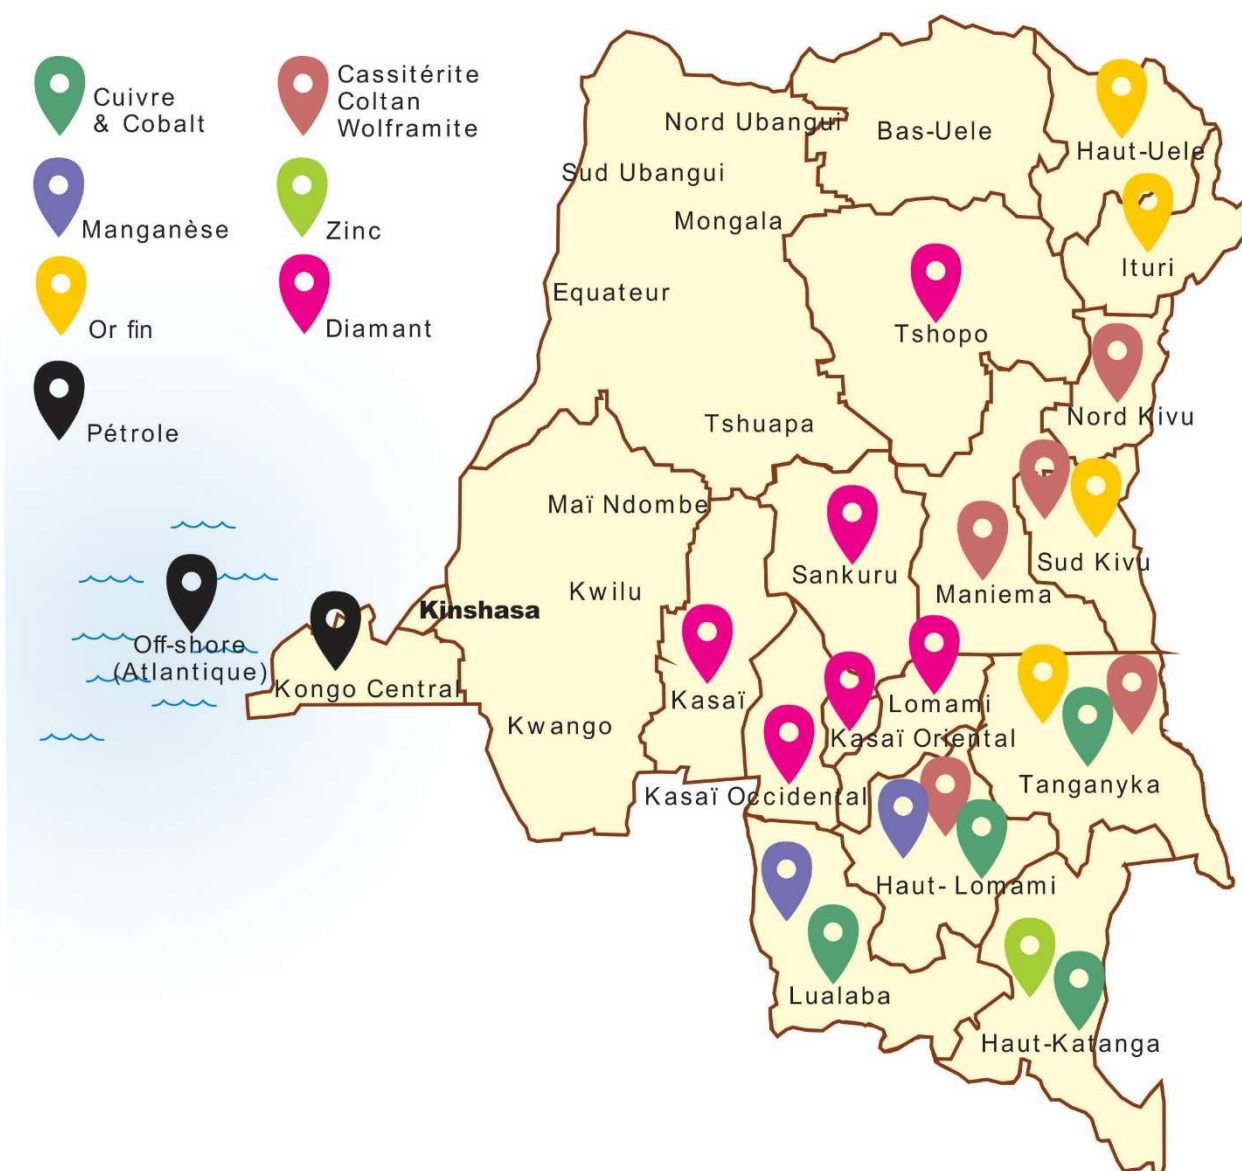 Cuivre
& Cobalt
Cassitérite
Coltan
Wolframite
Manganèse
Zinc
Or fin
Diamant
Pétrole
Nord Ubangui
Bas-Uele
Haut-Uele
Sud Ubangui
Mongala
Ituri
Equateur
Tshopo
Nord Kivu
Tshuapa
Maï Ndombe
Sankuru
Sud Kivu
Kwilu
Maniema
Kinshasa
Off-shore
(Atlantique)
Kongo Central
Kasaï
Lomami
Kwango
Kasaï Oriental
Tanganyka
Kasaï Occidental
Haut- Lomami
Lualaba
Haut-Katanga